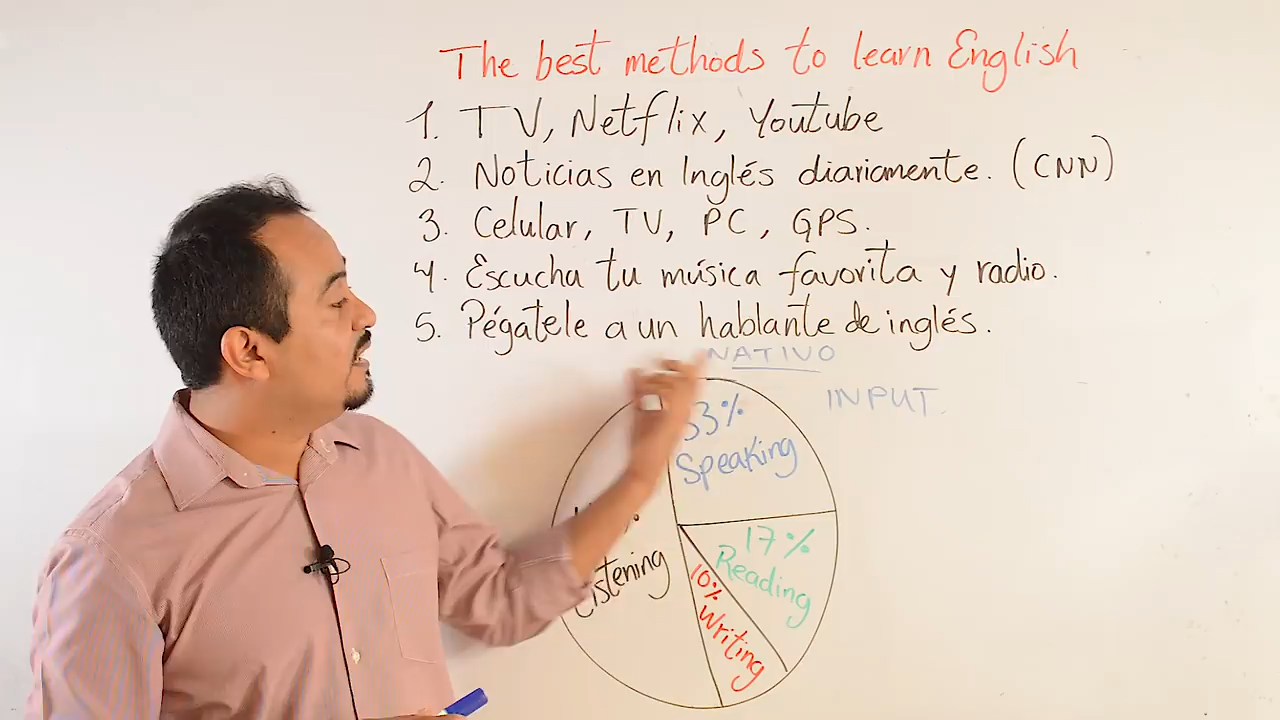 The best methods to learn English
1. TV, Netflix, Youtube
2. Noticias en Inglés diariamente. (CNN)
3. Celular, TV, PC, GPS.
4. Escucha tu música favorita y radio.
5. Pégatele a un hablante de inglés.
NATIVO
INPUT.
Speaking
17%
Reading
Listening
10%
Writing